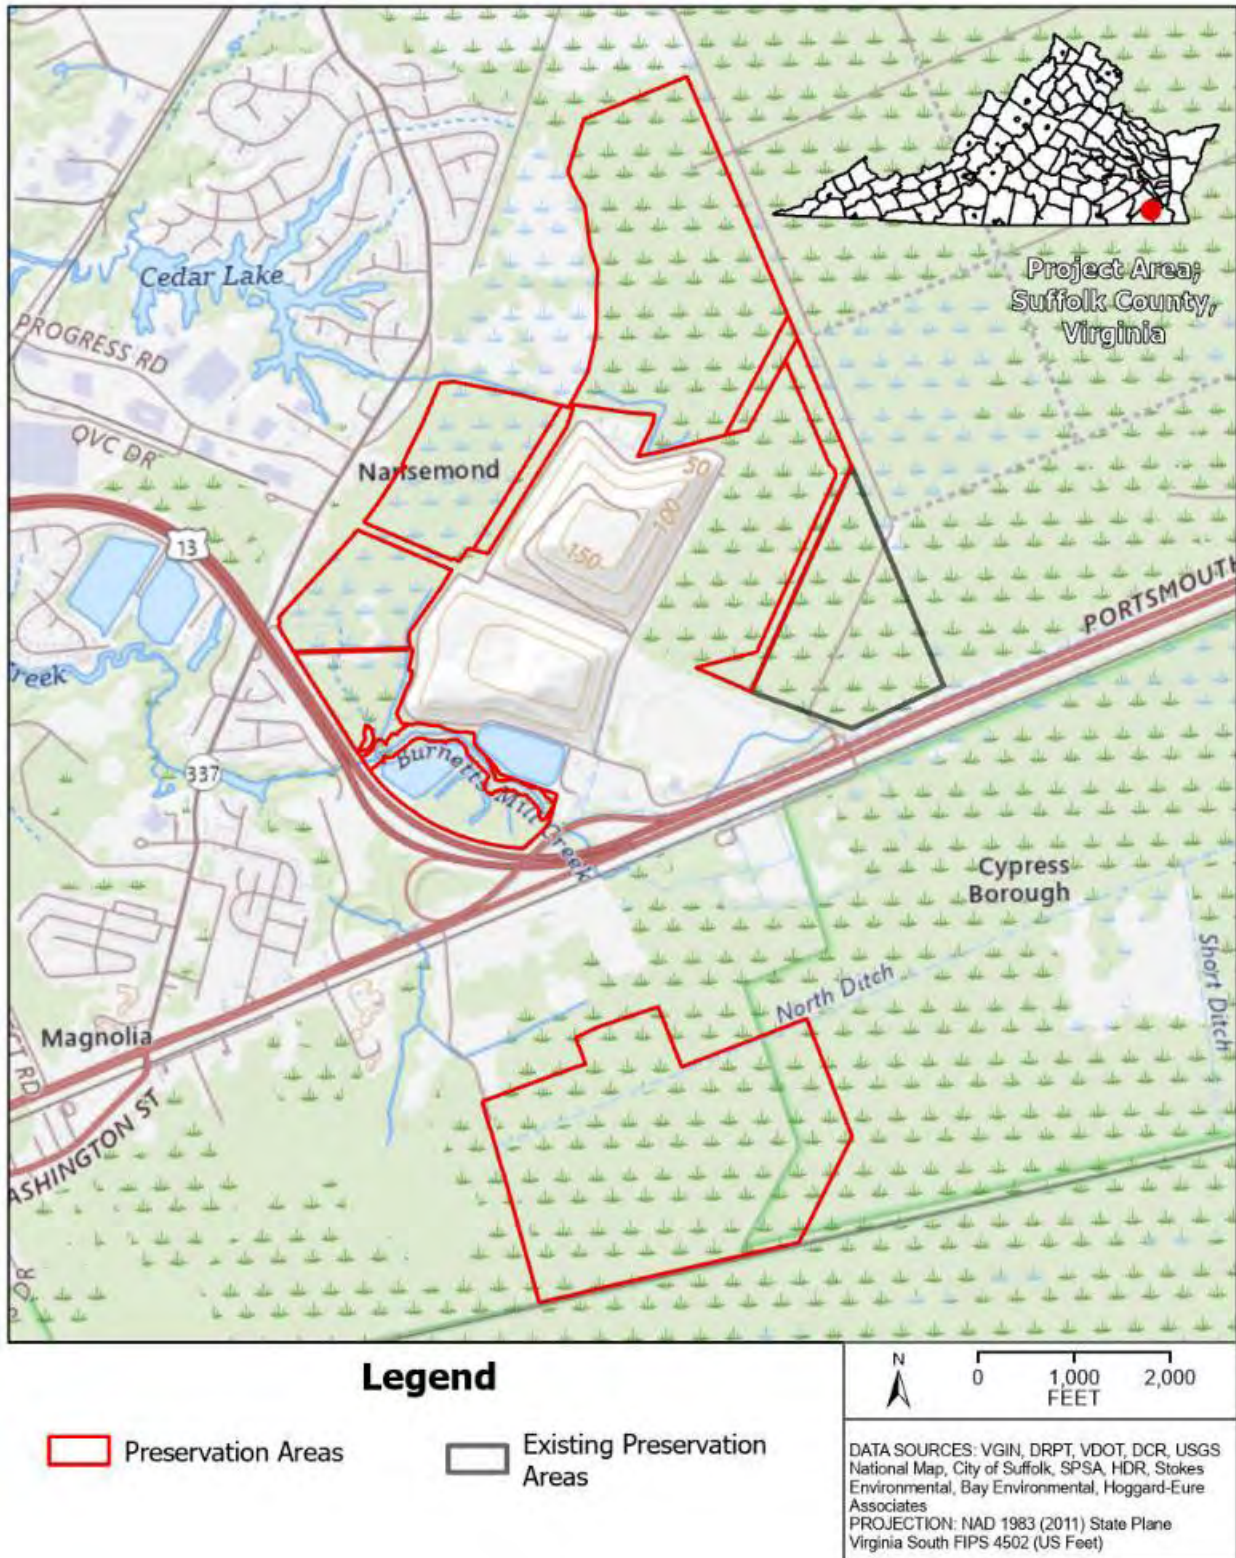 Cedar Lake
PROGRESS RD
QVC DR
Nansemond
13
50
100
150
Project Area;
Suffolk County,
Virginia
PORTSMOUTH
reek
337
Burnetts Mill Creek
Cypress
Borough
Short Ditch
North Ditch
Magnolia
CT RD
ASHINGTON ST
DR
Legend
Preservation Areas
Existing Preservation
Areas
N
0 1,000 2,000
FEET
DATA SOURCES: VGIN, DRPT, VDOT, DCR, USGS
National Map, City of Suffolk, SPSA, HDR, Stokes
Environmental, Bay Environmental, Hoggard-Eure
Associates
PROJECTION: NAD 1983 (2011) State Plane
Virginia South FIPS 4502 (US Feet)